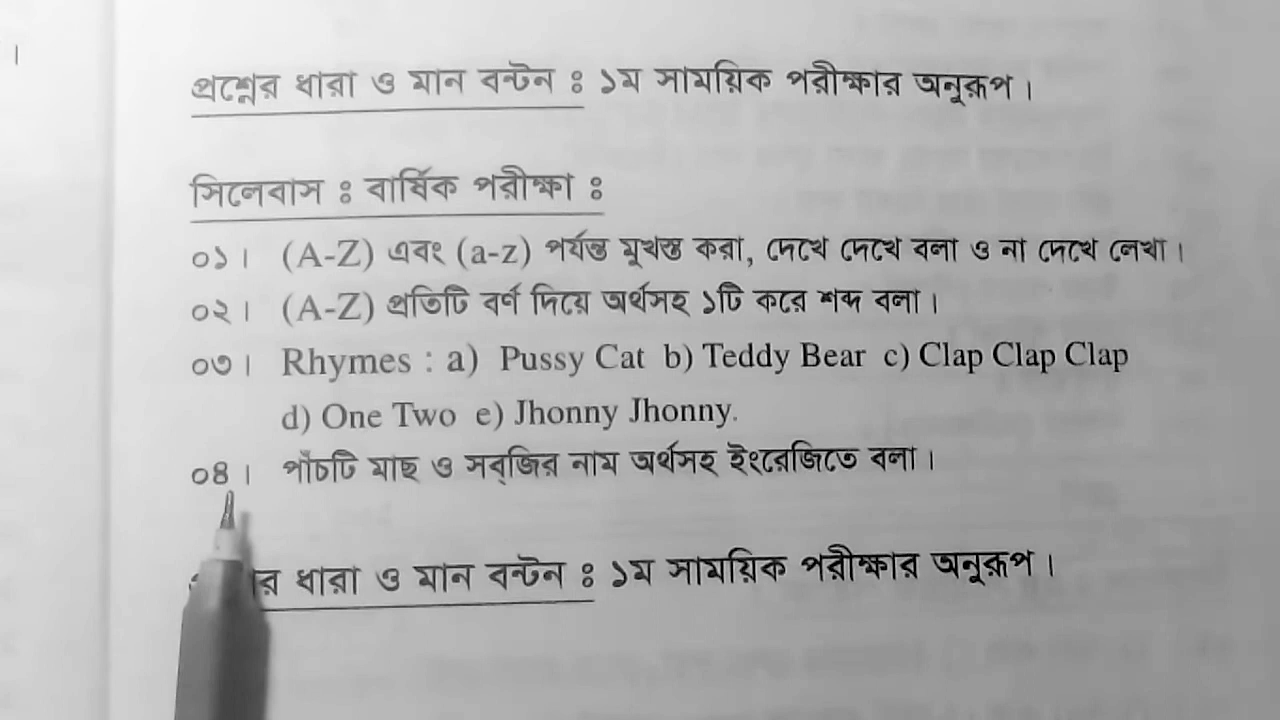 প্রশ্নের ধারা ও মান বন্টন ঃ ১ম সাময়িক পরীক্ষার অনুরূপ।
সিলেবাস ঃ বার্ষিক পরীক্ষা ঃ
০১। (A-Z) এবং (a-z) পর্যন্ত মুখস্ত করা, দেখে দেখে বলা ও না দেখে লেখা।
০২। (A-Z) প্রতিটি বর্ণ দিয়ে অর্থসহ ১টি করে শব্দ বলা।
০৩। Rhymes : a) Pussy Cat b) Teddy Bear c) Clap Clap Clap
d) One Two e) Jhonny Jhonny.
০৪। পাঁচটি মাছ ও সব্‌জির নাম অর্থসহ ইংরেজিতে বলা।
ধারা ও মান বন্টন ঃ ১ম সাময়িক পরীক্ষার অনুরূপ।